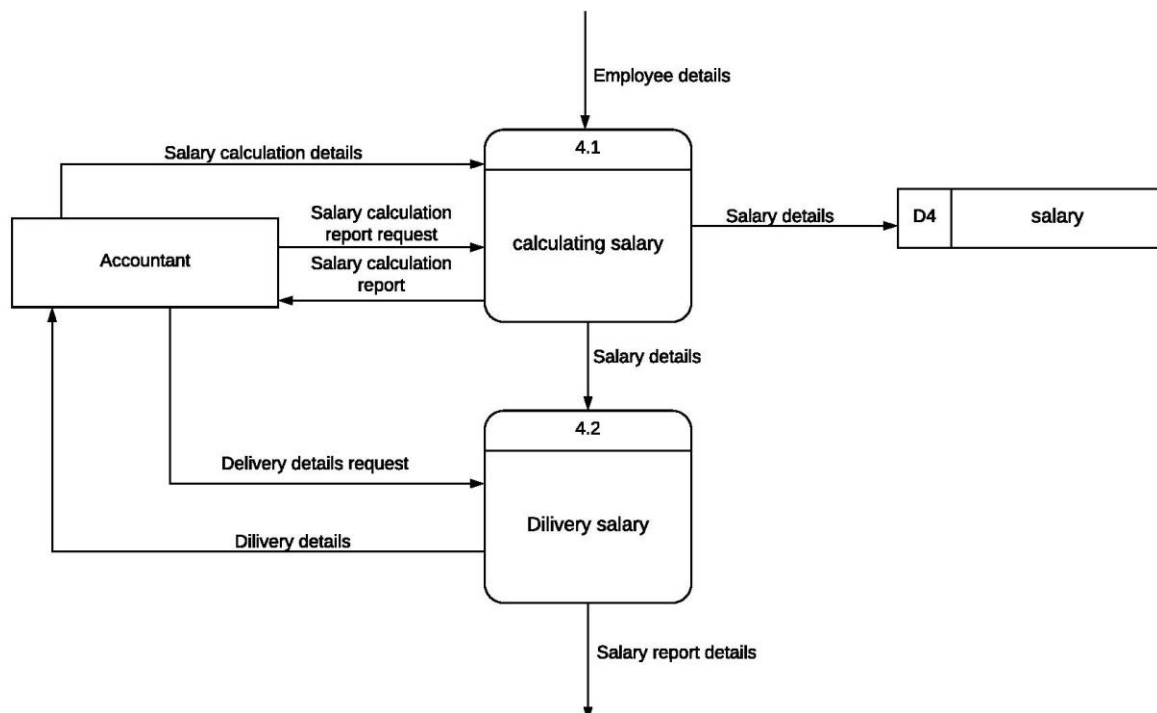 Employee details
4.1
Salary calculation details
Salary calculation
report request
Salary calculation
report
Accountant
calculating salary
Salary details
D4
salary
Salary details
4.2
Delivery details request
Dilivery salary
Dilivery details
Salary report details